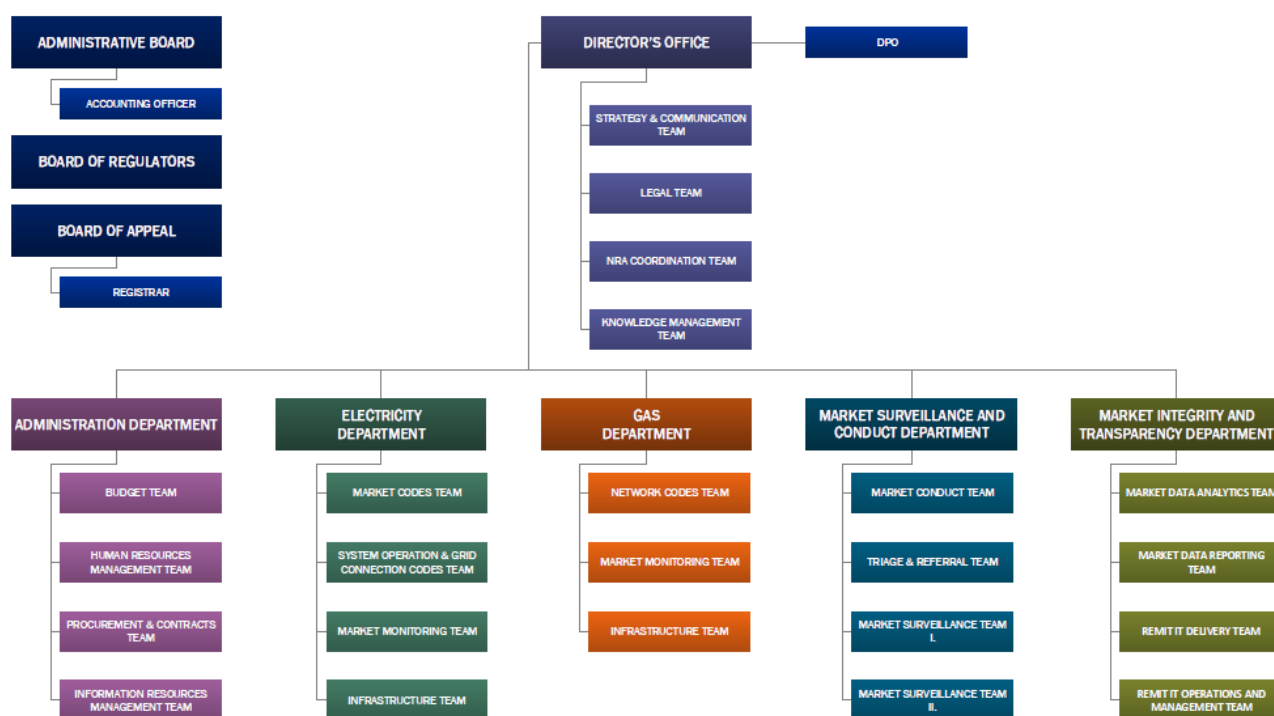 ADMINISTRATIVE BOARD
ACCOUNTING OFFICER
BOARD OF REGULATORS
BOARD OF APPEAL
REGISTRAR
DIRECTOR'S OFFICE
DPO
STRATEGY & COMMUNICATION
TEAM
LEGAL TEAM
NRA COORDINATION TEAM
KNOWLEDGE MANAGEMENT
TEAM
ADMINISTRATION DEPARTMENT
BUDGET TEAM
HUMAN RESOURCES
MANAGEMENT TEAM
PROCUREMENT & CONTRACTS
TEAM
INFORMATION RESOURCES
MANAGEMENT TEAM
ELECTRICITY
DEPARTMENT
MARKET CODES TEAM
SYSTEM OPERATION & GRID
CONNECTION CODES TEAM
MARKET MONITORING TEAM
INFRASTRUCTURE TEAM
GAS
DEPARTMENT
NETWORK CODES TEAM
MARKET MONITORING TEAM
INFRASTRUCTURE TEAM
MARKET SURVEILLANCE AND
CONDUCT DEPARTMENT
MARKET CONDUCT TEAM
TRIAGE & REFERRAL TEAM
MARKET SURVEILLANCE TEAM
I.
MARKET SURVEILLANCE TEAM
II.
MARKET INTEGRITY AND
TRANSPARENCY DEPARTMENT
MARKET DATA ANALYTICS TEAM
MARKET DATA REPORTING
TEAM
REMIT IT DELIVERY TEAM
REMIT IT OPERATIONS AND
MANAGEMENT TEAM